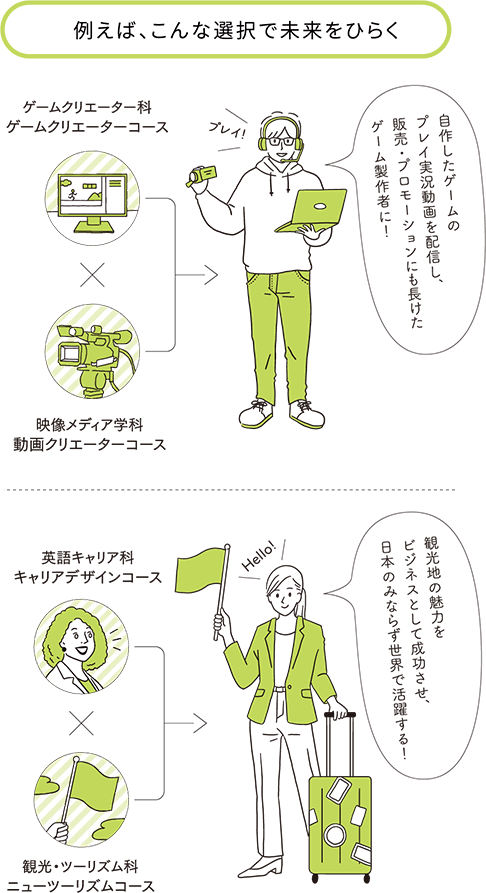 例えば、こんな選択で未来をひらく
ゲームクリエーター科
ゲームクリエーターコース
プレイ!
自作したゲームの
プレイ実況動画を配信し、
販売・プロモーションにも長けた
ゲーム製作者に!
映像メディア学科
動画クリエーターコース
英語キャリア科
キャリアデザインコース
Hello!
観光地の魅力を
ビジネスとして成功させ、
日本のみならず世界で活躍する!
観光・ツーリズム科
ニューツーリズムコース